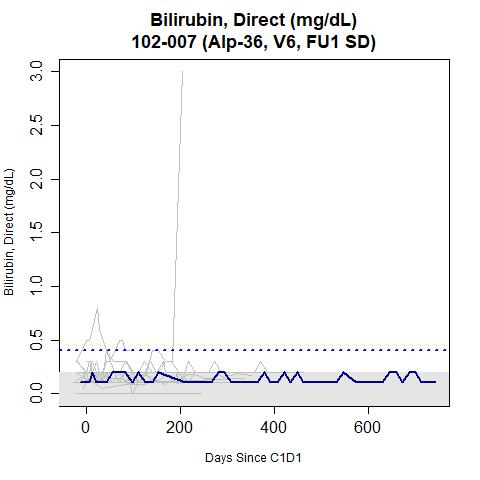 Bilirubin, Direct (mg/dL)
102-007 (Alp-36, V6, FU1 SD)
Bilirubin, Direct (mg/dL)
3.0
2.5
2.0
1.5
1.0
0.5
0.0
0 200 400 600
Days Since C1D1